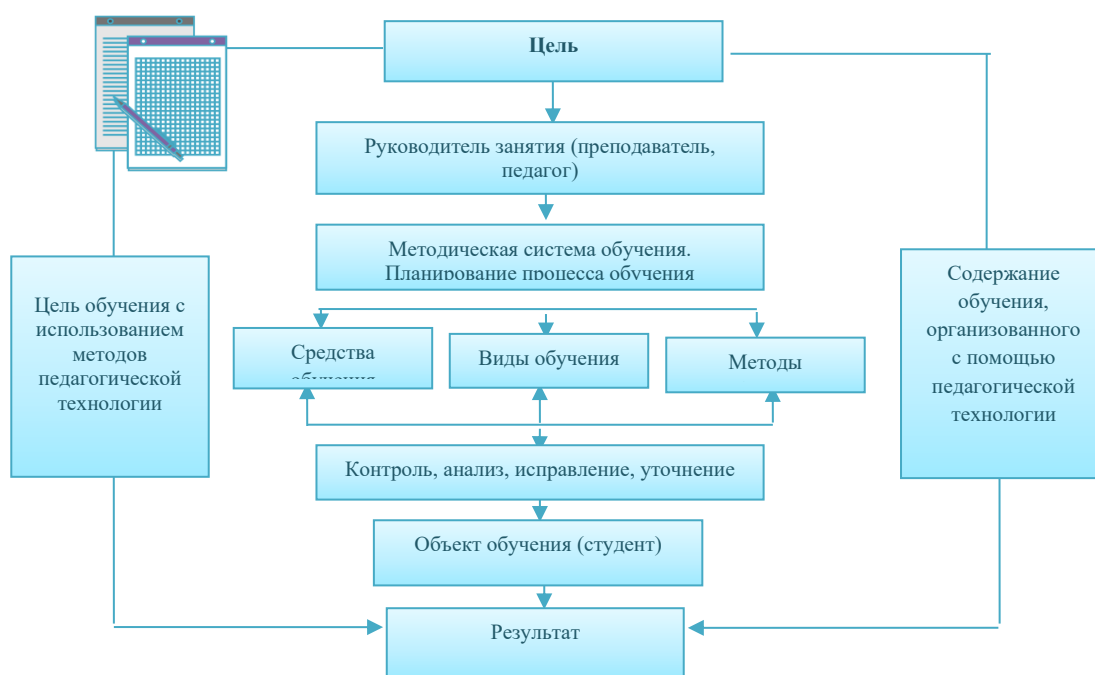 Цель
Руководитель занятия (преподаватель,
педагог)
Методическая система обучения.
Планирование процесса обучения
Цель обучения с
использованием
методов
педагогической
технологии
Средства
обучения
Виды обучения
Методы
Содержание
обучения,
организованного
с помощью
педагогической
технологии
Контроль, анализ, исправление, уточнение
Объект обучения (студент)
Результат